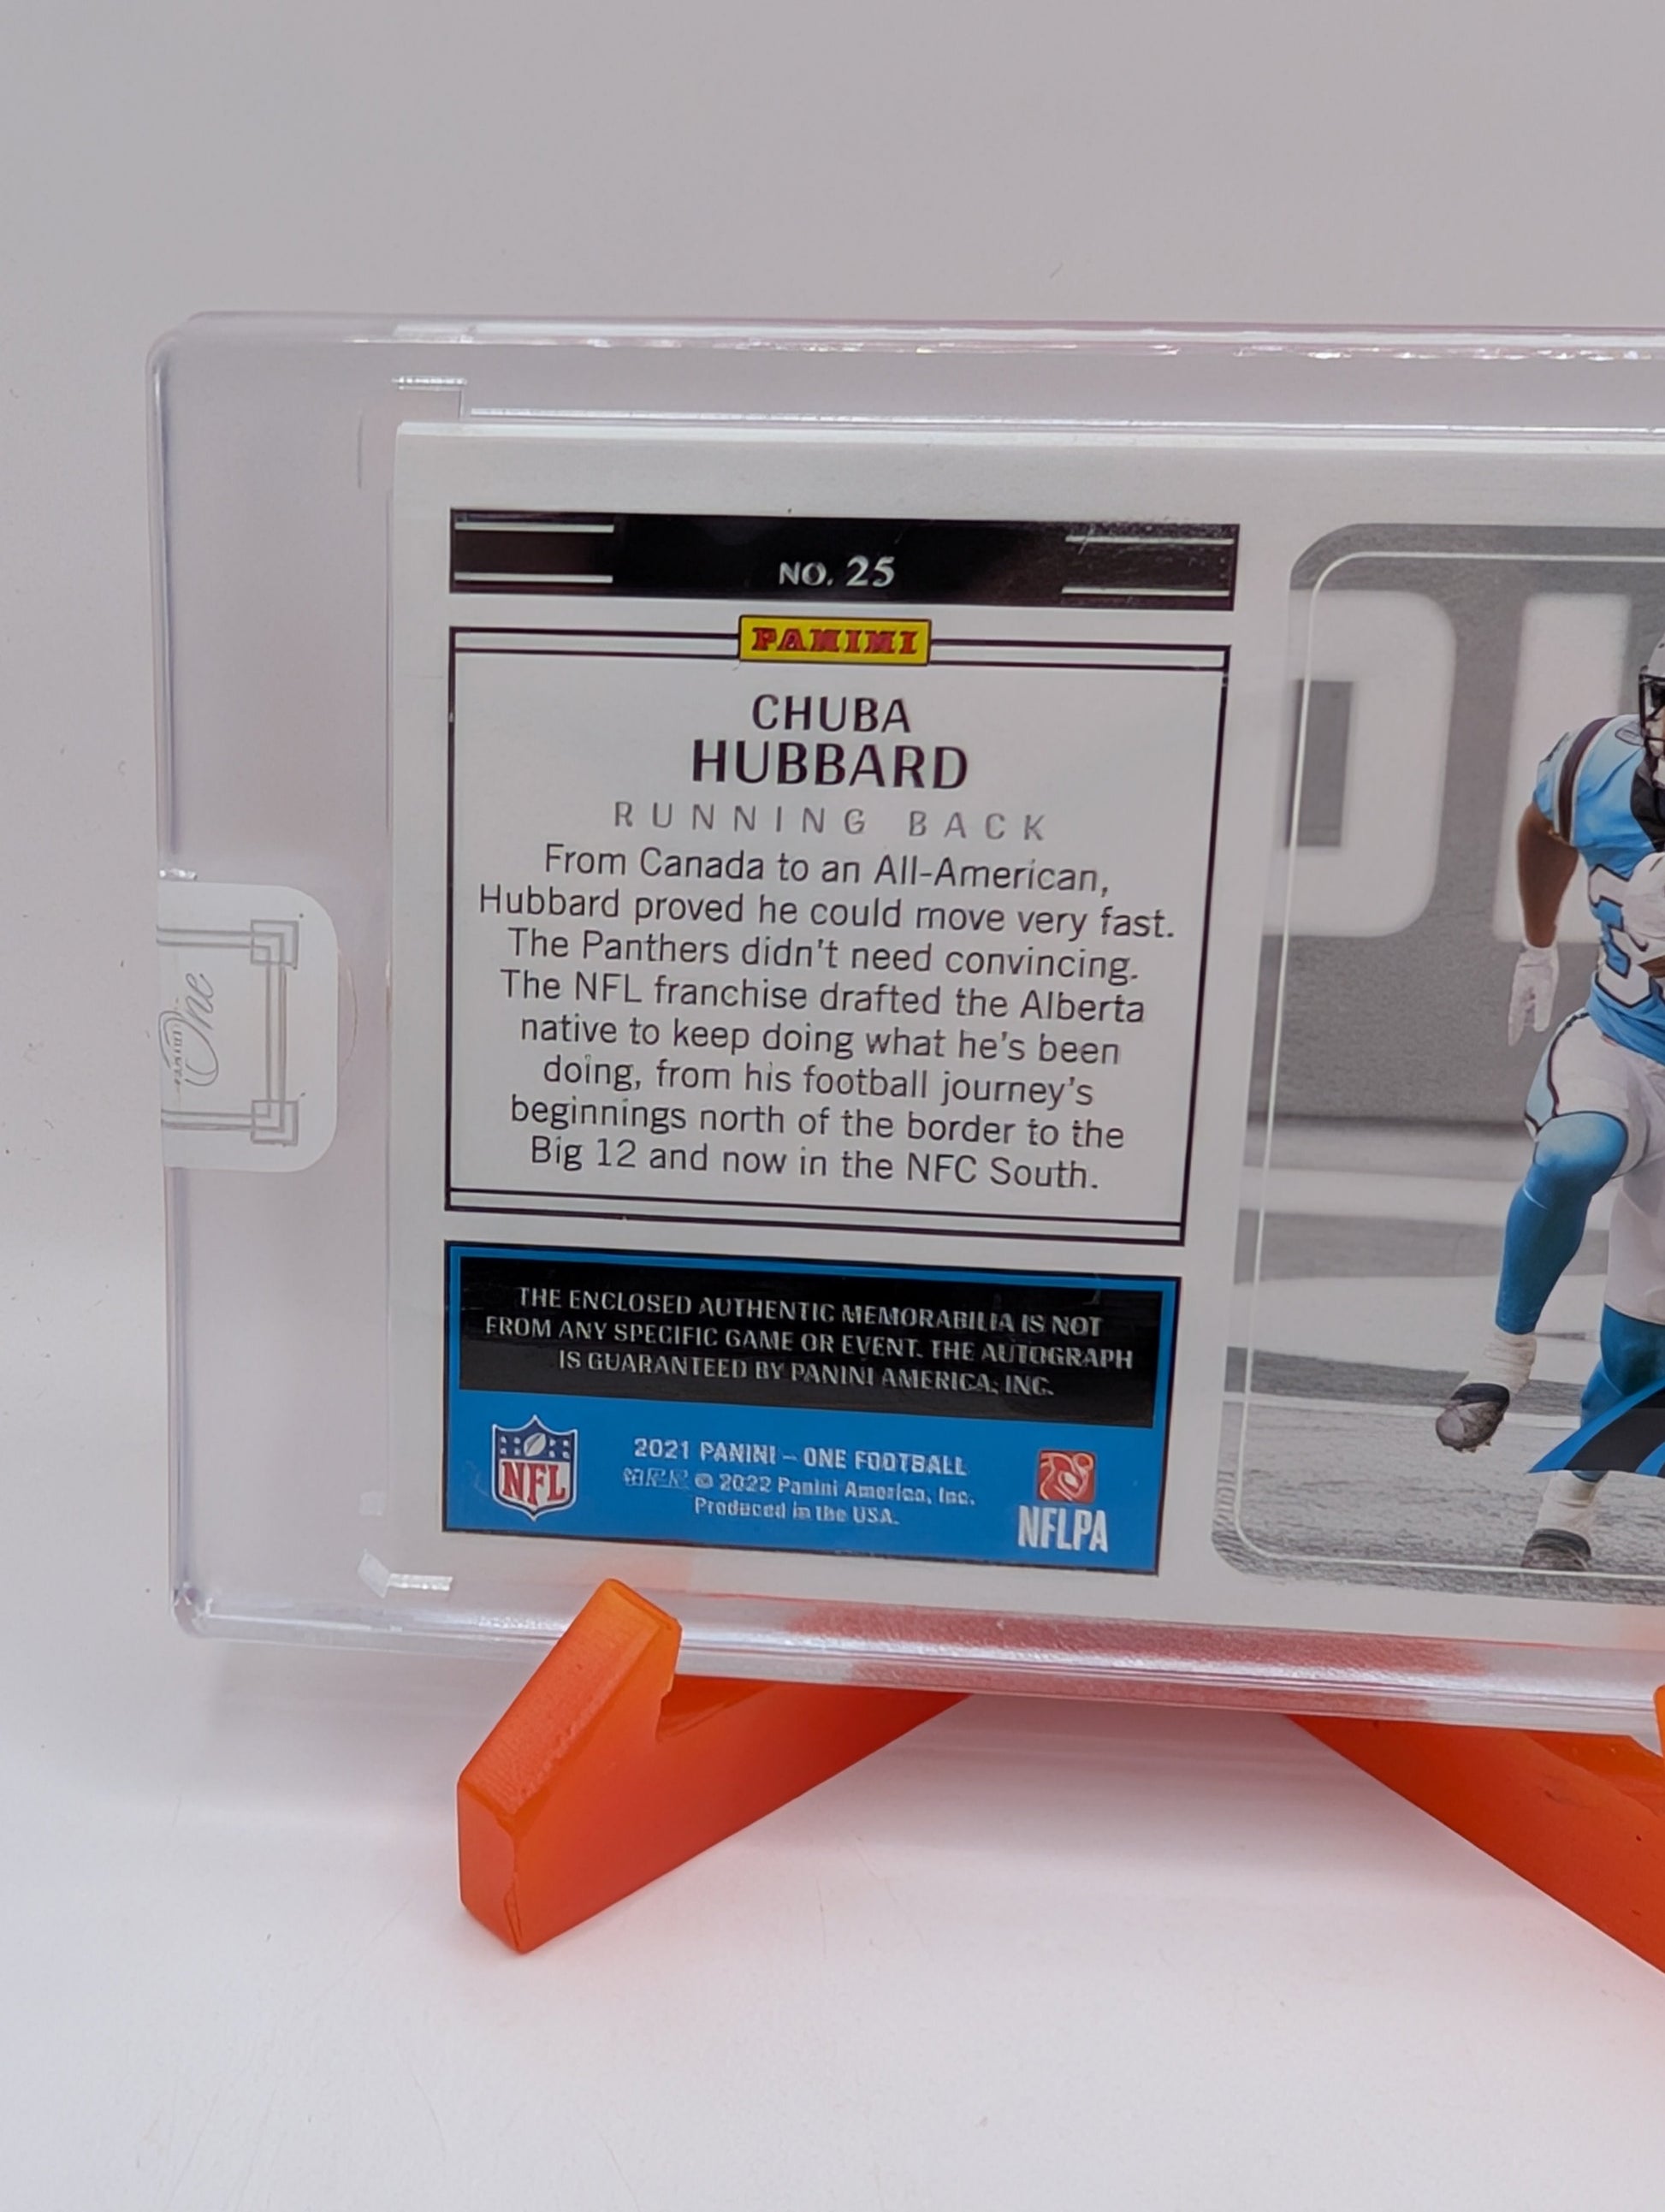 NO. 25
PANINI
CHUBA
HUBBARD
RUNNING BACK
From Canada to an All-American,
Hubbard proved he could move very fast.
The Panthers didn't need convincing.
The NFL franchise drafted the Alberta
native to keep doing what he's been
doing, from his football journey's
beginnings north of the border to the
Big 12 and now in the NFC South.
THE ENCLOSED AUTHENTIC MEMORABILIA IS NOT
FROM ANY SPECIFIC GAME OR EVENT. THE AUTOGRAPH
IS GUARANTEED BY PANINI AMERICA, INC.
NFL
2021 PANINI – ONE FOOTBALL
© 2022 Panini America, Inc.
Produced in the USA.
NFLPA
PANINI
One